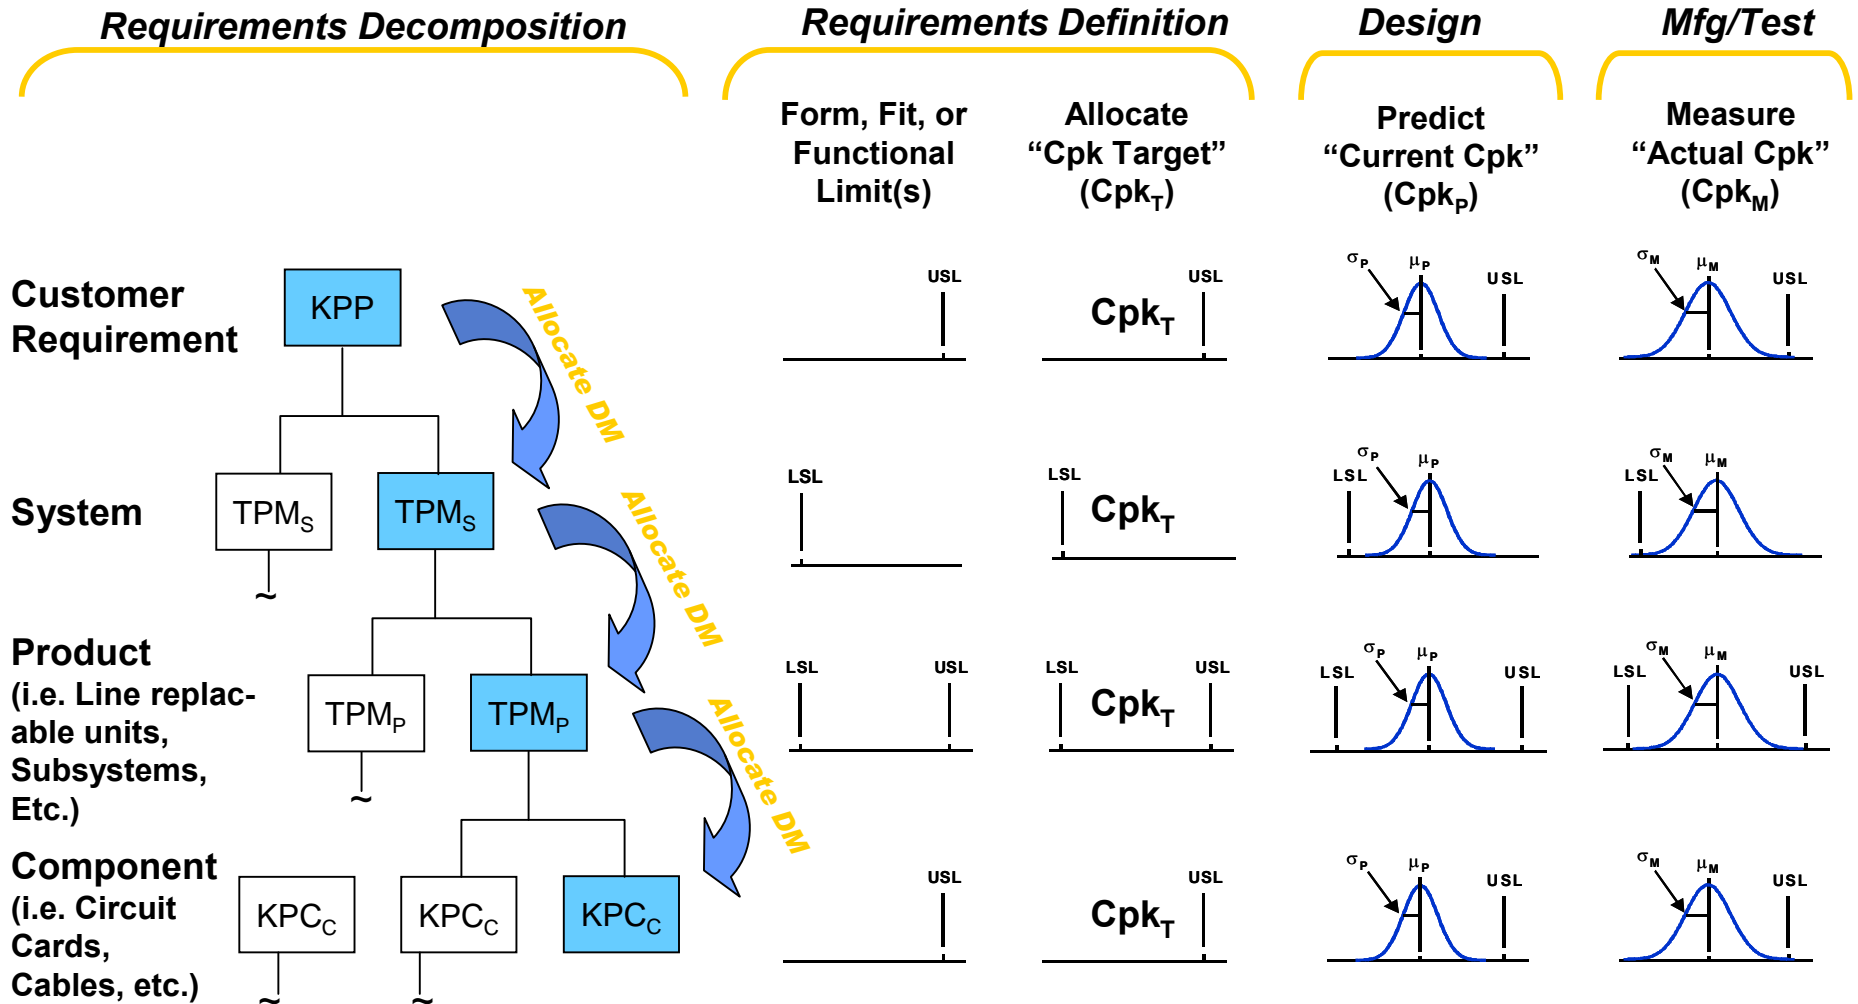 Requirements Decomposition
Requirements Definition
Design
Mfg/Test
Form, Fit, or
Functional
Limit(s)
Allocate
“Cpk Target”
(CpkT)
Predict
“Current Cpk”
(CpkP)
Measure
“Actual Cpk”
(CpkM)
Customer
Requirement
KPP
Allocate DM
USL
USL
CpkT
σP
μP
USL
σM
μM
USL
System
TPMS
TPMS
~
Allocate DM
LSL
LSL
CpkT
LSL
σP
μP
LSL
σM
μM
Product
(i.e. Line replac-
able units,
Subsystems,
Etc.)
TPMP
TPMP
~
Allocate DM
LSL
USL
LSL
CpkT
USL
LSL
σP
μP
USL
LSL
σM
μM
USL
Component
(i.e. Circuit
Cards,
Cables, etc.)
KPCC
KPCC
KPCC
~
~
USL
CpkT
USL
σP
μP
USL
σM
μM
USL